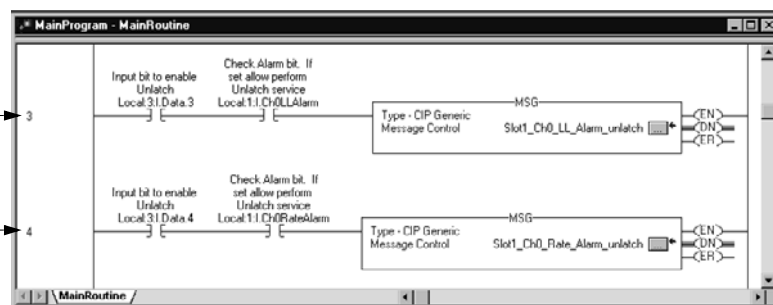 MainProgram - MainRoutine
Input bit to enable
Unlatch
Local:3:I.Data.3
Check Alarm bit. If
set allow perform
Unlatch service
Local:1:I.Ch0LLAlarm
3
MSG
Type - CIP Generic
Message Control
Slot1_Ch0_LL_Alarm_unlatch
...
EN
DN
ER
Input bit to enable
Unlatch
Local:3:I.Data.4
Check Alarm bit. If
set allow perform
Unlatch service
Local:1:I.Ch0RateAlarm
4
MSG
Type - CIP Generic
Message Control
Slot1_Ch0_Rate_Alarm_unlatch
...
EN
DN
ER
MainRoutine